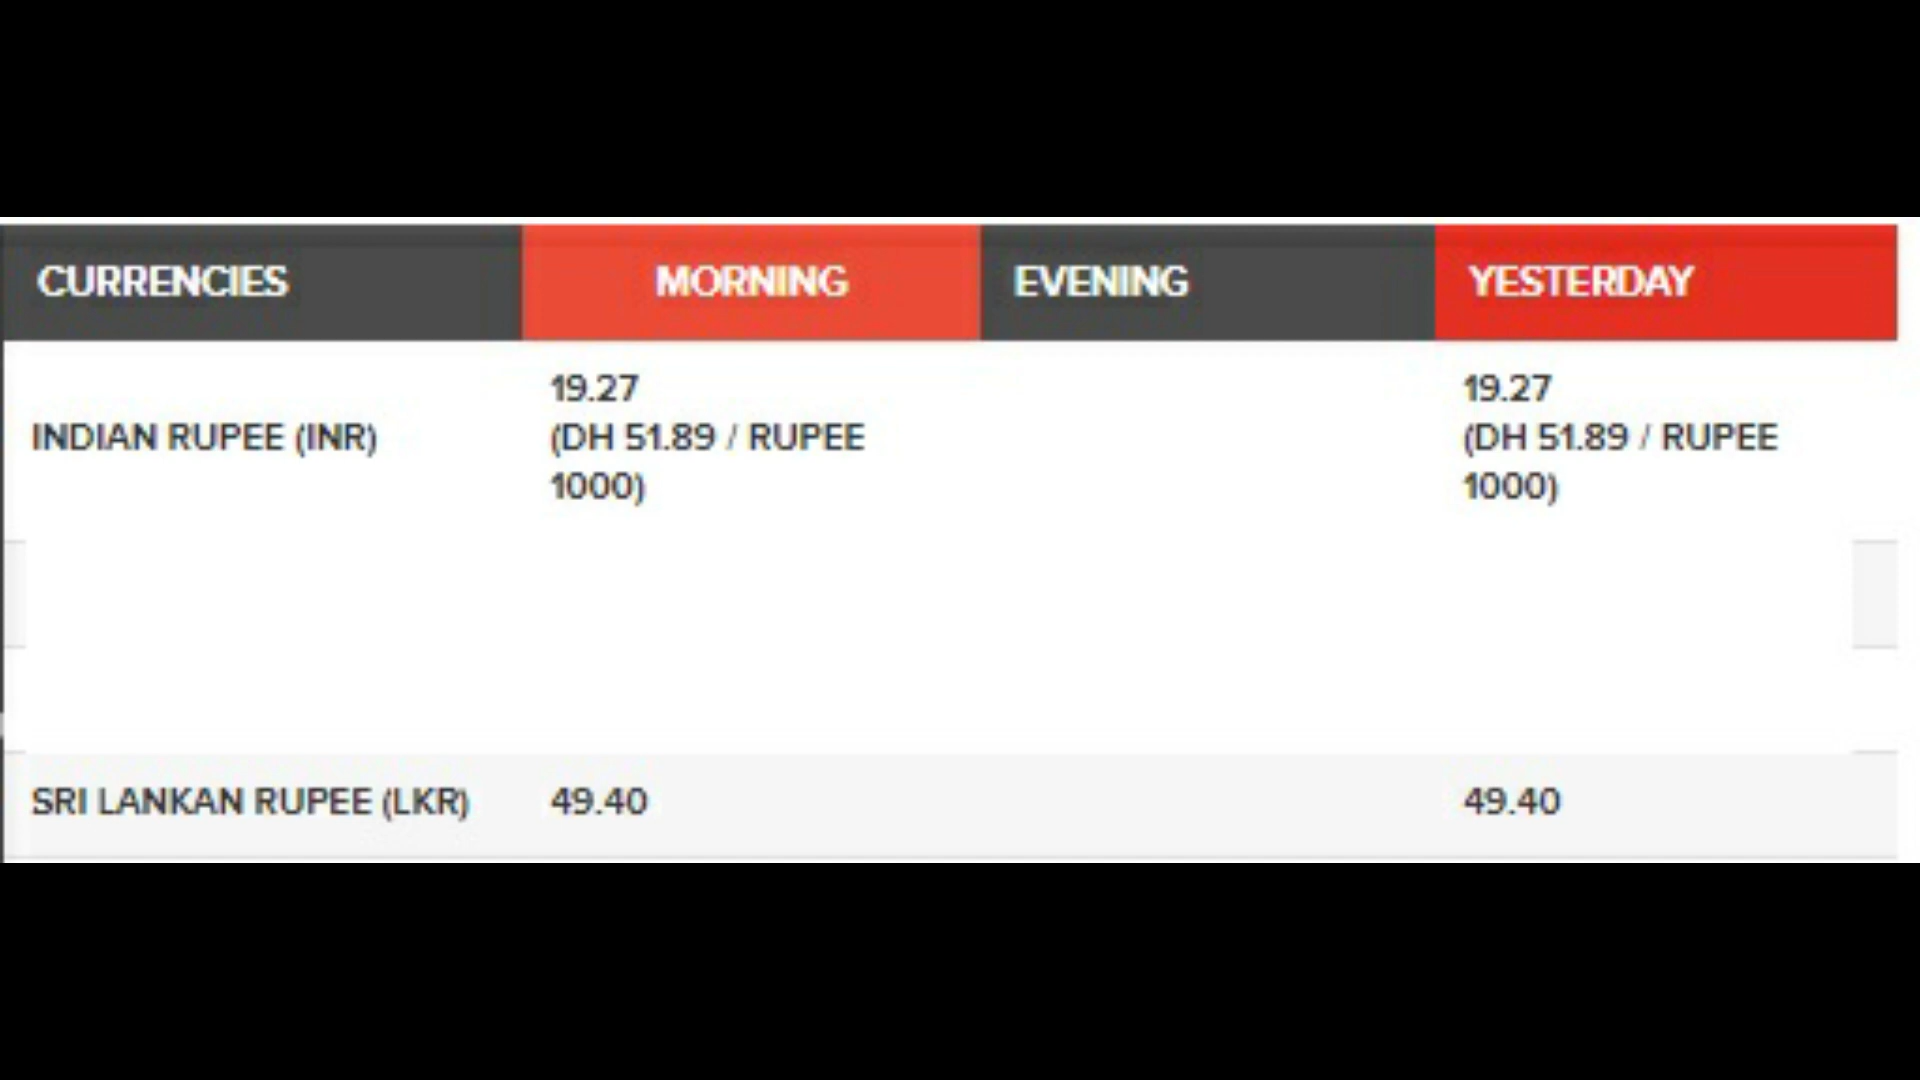 CURRENCIES MORNING EVENING YESTERDAY
19.27 19.27
INDIAN RUPEE (INR) (DH 51.89 / RUPEE (DH 51.89 / RUPEE
1000) 1000)
SRI LANKAN RUPEE (LKR) 49.40 49.40